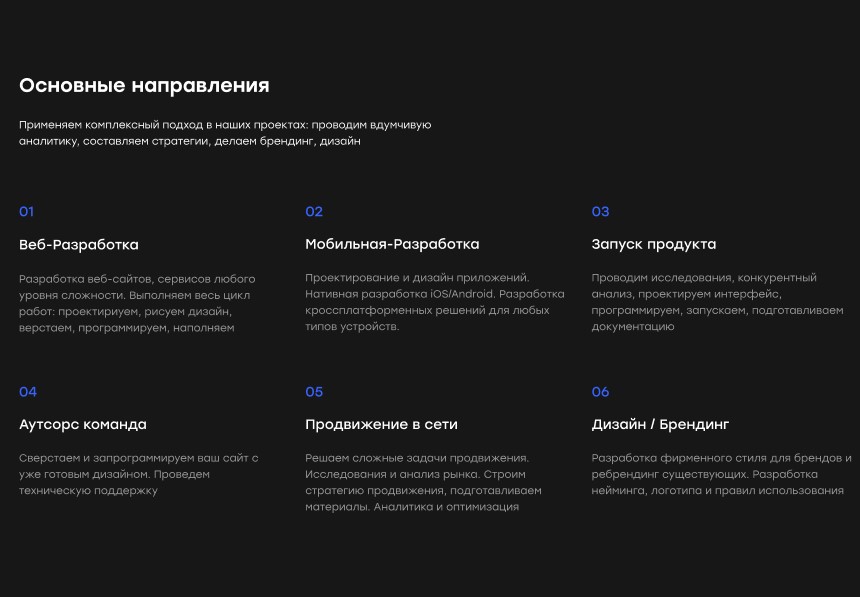 Основные направления
Применяем комплексный подход в наших проектах: проводим вдумчивую
аналитику, составляем стратегии, делаем брендинг, дизайн
01
Веб-Разработка
Разработка веб-сайтов, сервисов любого
уровня сложности. Выполняем весь цикл
работ: проектириуем, рисуем дизайн,
верстаем, программируем, наполняем
02
Мобильная-Разработка
Проектирование и дизайн приложений.
Нативная разработка iOS/Android. Разработка
кроссплатформенных решений для любых
типов устройств.
03
Запуск продукта
Проводим исследования, конкурентный
анализ, проектируем интерфейс,
программируем, запускаем, подготавливаем
документацию
04
Аутсорс команда
Сверстаем и запрограммируем ваш сайт с
уже готовым дизайном. Проведем
техническую поддержку
05
Продвижение в сети
Решаем сложные задачи продвижения.
Исследования и анализ рынка. Строим
стратегию продвижения, подготавливаем
материалы. Аналитика и оптимизация
06
Дизайн / Брендинг
Разработка фирменного стиля для брендов и
ребрендинг существующих. Разработка
нейминга, логотипа и правил использования